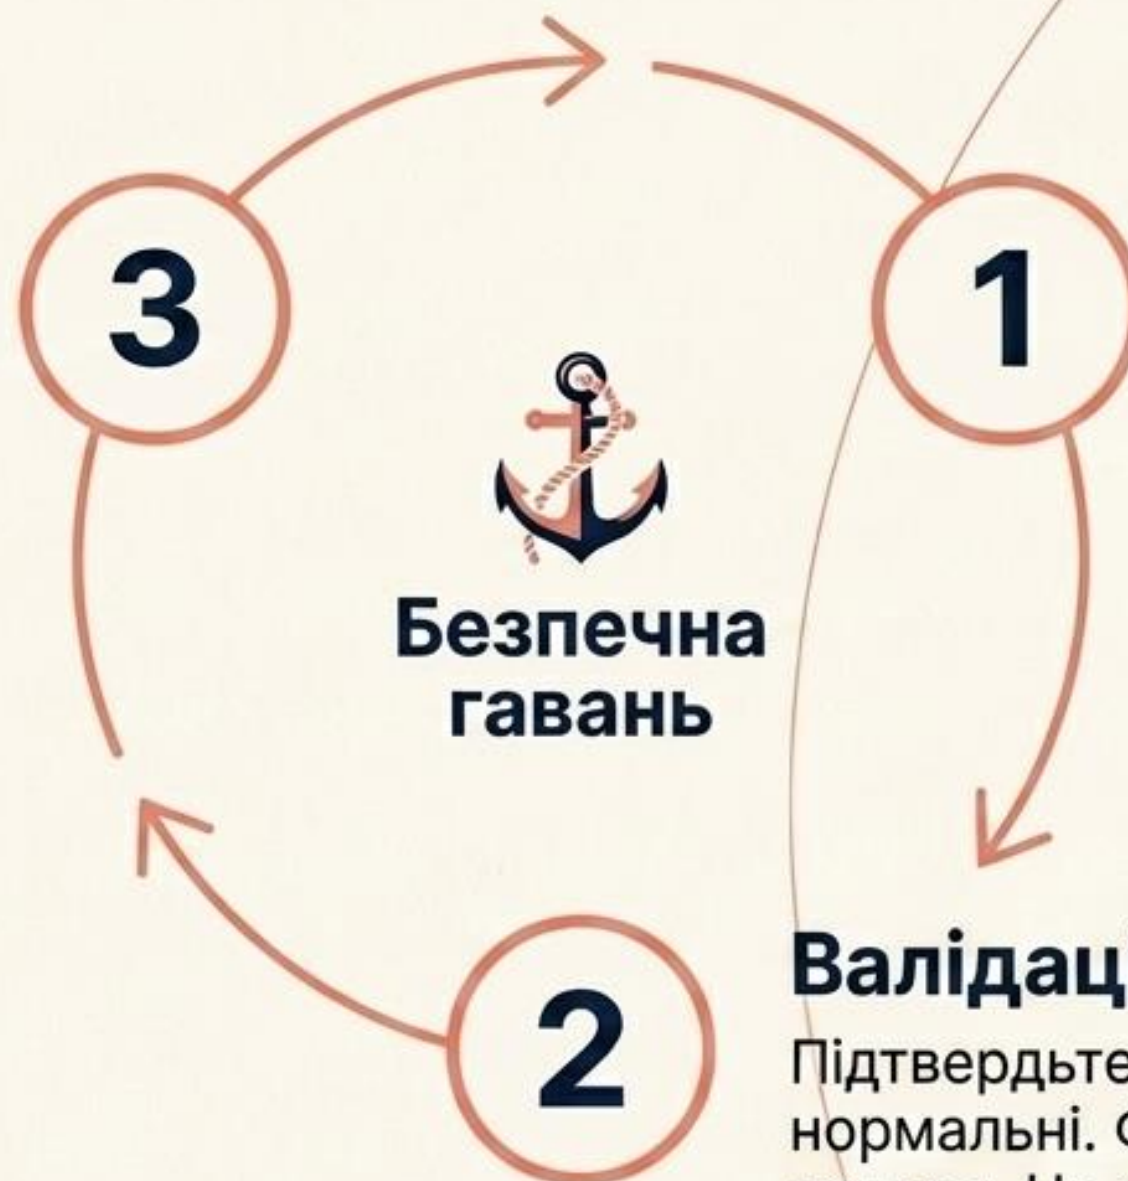 3
1
Безпечна
гавань
2
Валідац
Підтвердьте
нормальні.